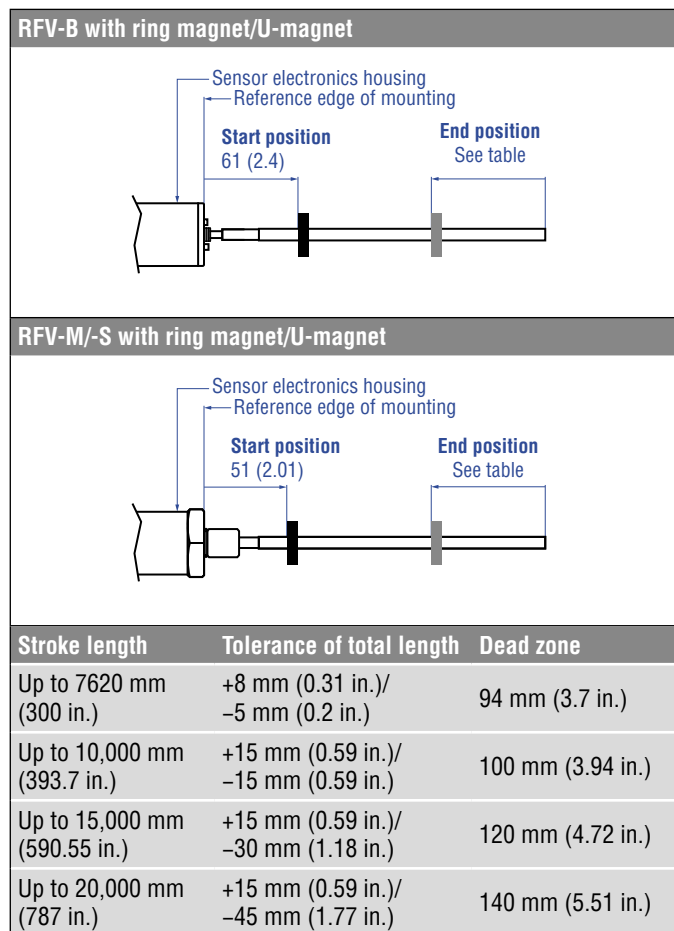 RFV-B with ring magnet/U-magnet
Sensor electronics housing
Reference edge of mounting
Start position
61 (2.4)
End position
See table
RFV-M/-S with ring magnet/U-magnet
Sensor electronics housing
Reference edge of mounting
Start position
51 (2.01)
End position
See table
Stroke length Tolerance of total length Dead zone
Up to 7620 mm
(300 in.)
+8 mm (0.31 in.)/
−5 mm (0.2 in.)
94 mm (3.7 in.)
Up to 10,000 mm
(393.7 in.)
+15 mm (0.59 in.)/
−15 mm (0.59 in.)
100 mm (3.94 in.)
Up to 15,000 mm
(590.55 in.)
+15 mm (0.59 in.)/
−30 mm (1.18 in.)
120 mm (4.72 in.)
Up to 20,000 mm
(787 in.)
+15 mm (0.59 in.)/
−45 mm (1.77 in.)
140 mm (5.51 in.)